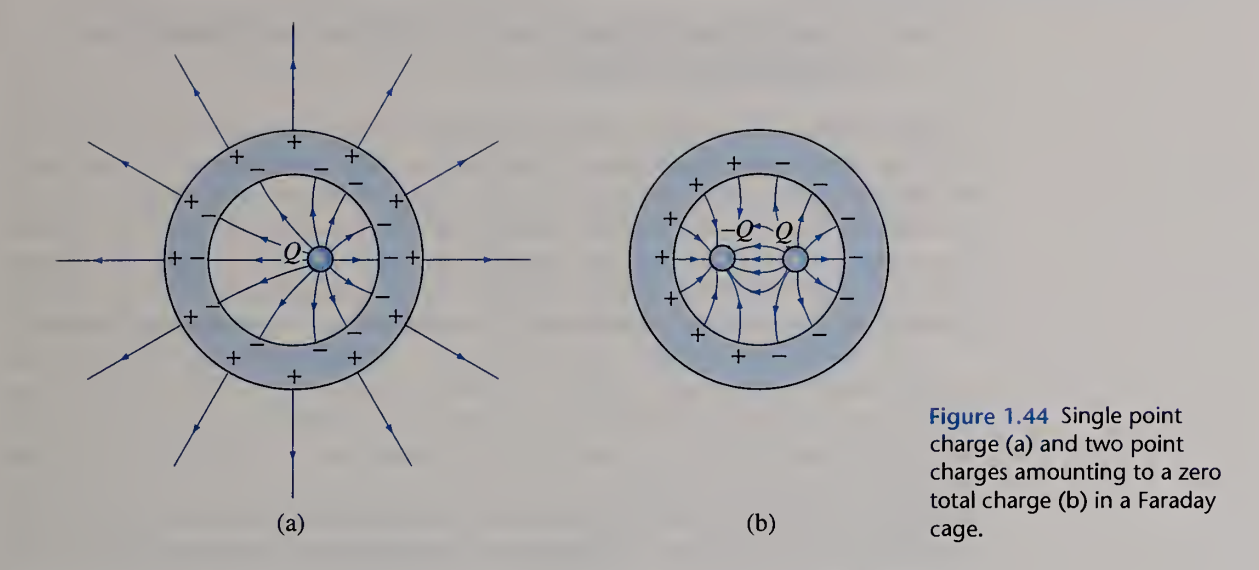 Q
-Q Q
(a)
(b)
Figure 1.44 Single point
charge (a) and two point
charges amounting to a zero
total charge (b) in a Faraday
cage.